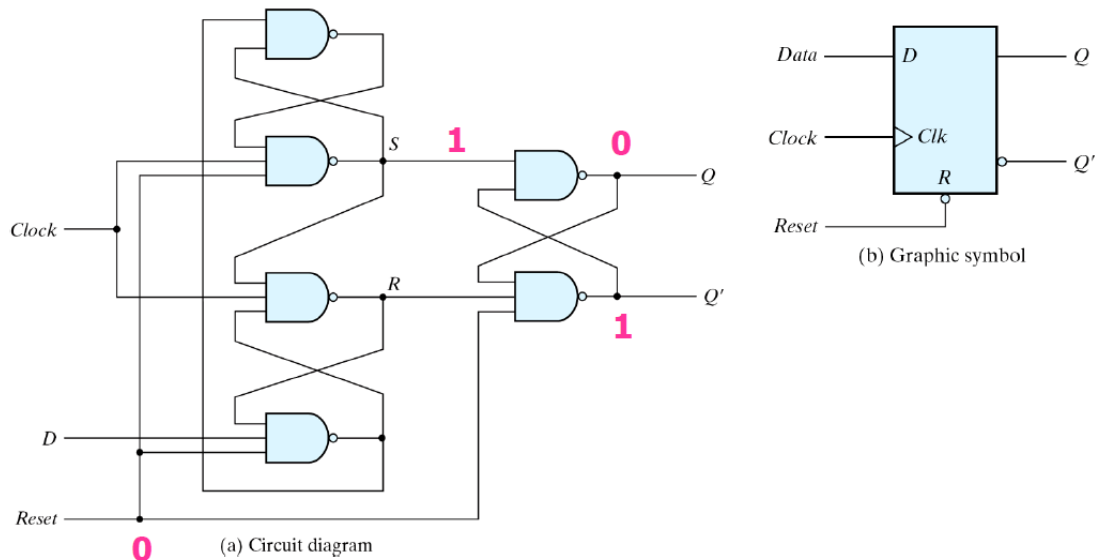 S
1
0
Q
Clock
R
Q'
1
D
Reset
0
(a) Circuit diagram
Data
D
Q
Clock
Clk
Q'
R
Reset
(b) Graphic symbol